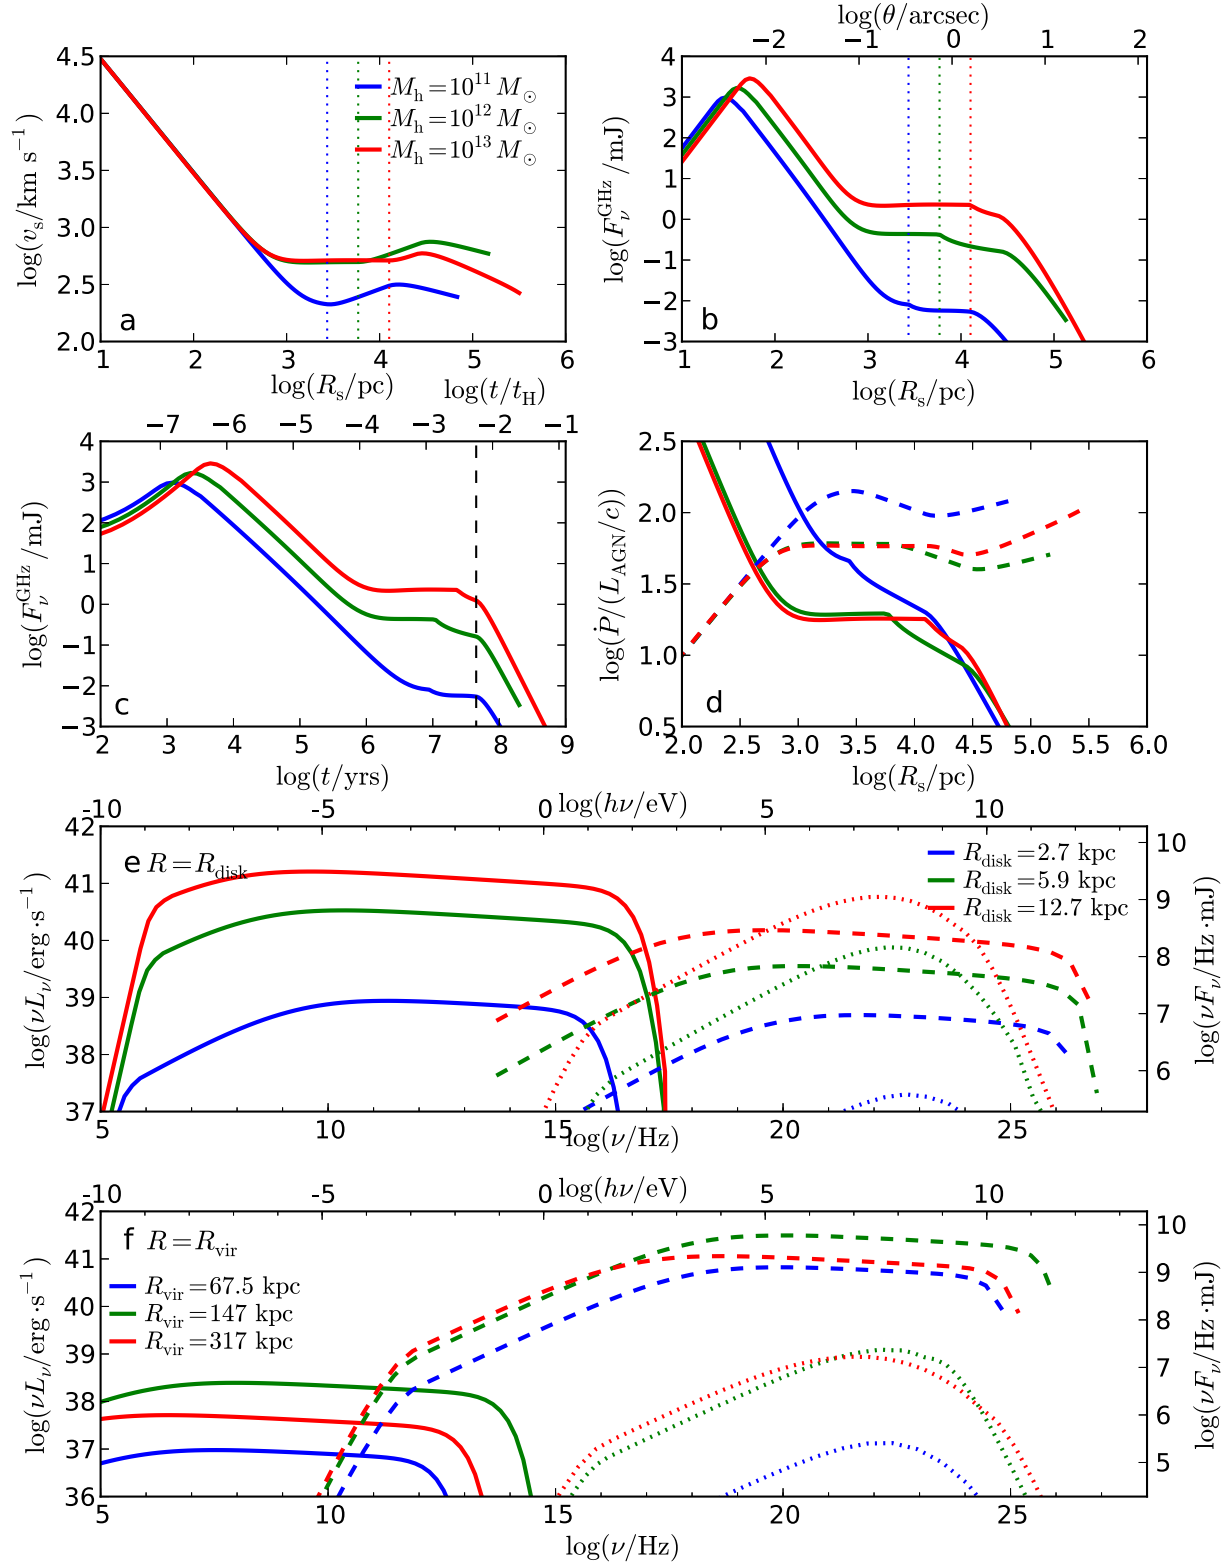 log(θ/arcsec)
−2 −1 0 1 2
4.5
4.0
3.5
3.0
2.5
2.0
log(v_s/km s⁻¹)
M_h = 10¹¹ M_⊙
M_h = 10¹² M_⊙
M_h = 10¹³ M_⊙
a
1 2 3 4 5 6
log(R_s/pc)
4
3
2
1
0
−1
−2
−3
log(F_ν^GHz/mJ)
b
1 2 3 4 5 6
log(R_s/pc)
log(t/t_H)
−7 −6 −5 −4 −3 −2 −1
4
3
2
1
0
−1
−2
−3
log(F_ν^GHz/mJ)
c
2 3 4 5 6 7 8 9
log(t/yrs)
2.5
2.0
1.5
1.0
0.5
log(Ṗ/(L_AGN/c))
d
2.0 2.5 3.0 3.5 4.0 4.5 5.0 5.5 6.0
log(R_s/pc)
-10 -5 0 5 10
log(hν/eV)
42
41
40
39
38
37
log(νL_ν/erg·s⁻¹)
e R = R_disk
R_disk = 2.7 kpc
R_disk = 5.9 kpc
R_disk = 12.7 kpc
10
9
8
7
6
log(νF_ν/Hz·mJ)
5 10 15 20 25
log(ν/Hz)
-10 -5 0 5 10
log(hν/eV)
42
41
40
39
38
37
36
log(νL_ν/erg·s⁻¹)
f R = R_vir
R_vir = 67.5 kpc
R_vir = 147 kpc
R_vir = 317 kpc
10
9
8
7
6
5
log(νF_ν/Hz·mJ)
5 10 15 20 25
log(ν/Hz)